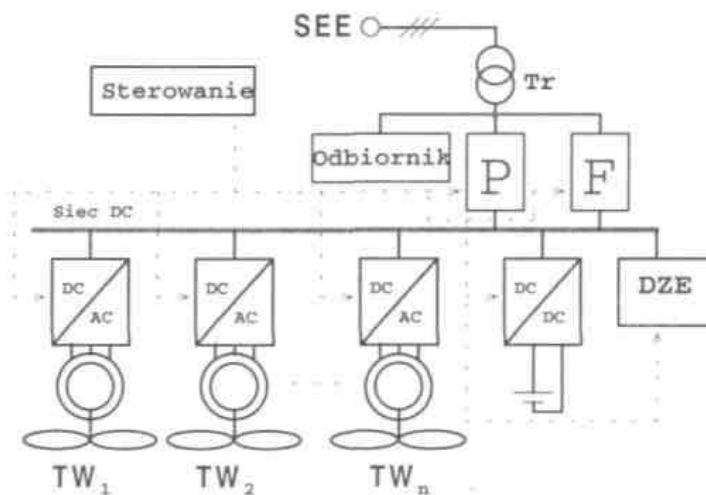 SEE
Tr
Sterowanie
Odbiornik
P
F
Siec DC
DC
AC
DC
AC
DC
AC
DC
DC
DZE
TW₁
TW₂
TWₙ